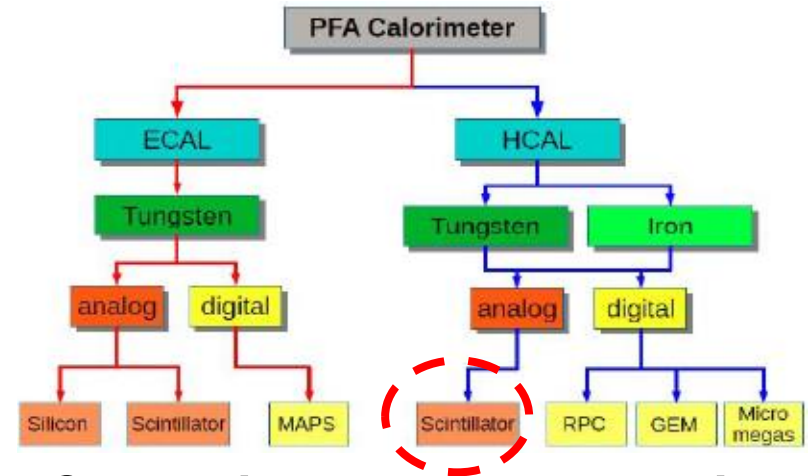 PFA Calorimeter
ECAL
HCAL
Tungsten
Tungsten
Iron
analog
digital
analog
digital
Silicon
Scintillator
MAPS
Scintillator
RPC
GEM
Micro
megas